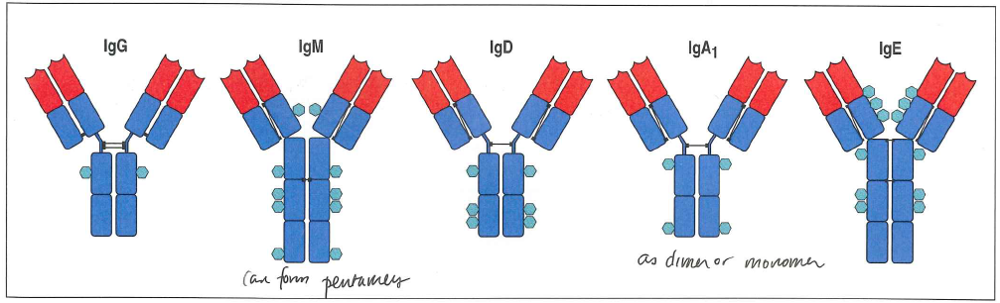 IgG
IgM
IgD
IgA1
IgE
Can form pentamers
as dimer or monomer